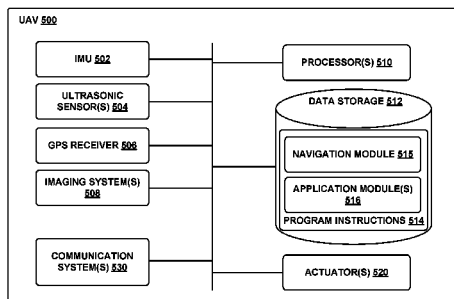 UAV 500
IMU 502
ULTRASONIC
SENSOR(S) 504
GPS RECEIVER 506
IMAGING SYSTEM(S)
508
COMMUNICATION
SYSTEM(S) 530
PROCESSOR(S) 510
DATA STORAGE 512
NAVIGATION MODULE 515
APPLICATION MODULE(S)
516
PROGRAM INSTRUCTIONS 514
ACTUATOR(S) 520